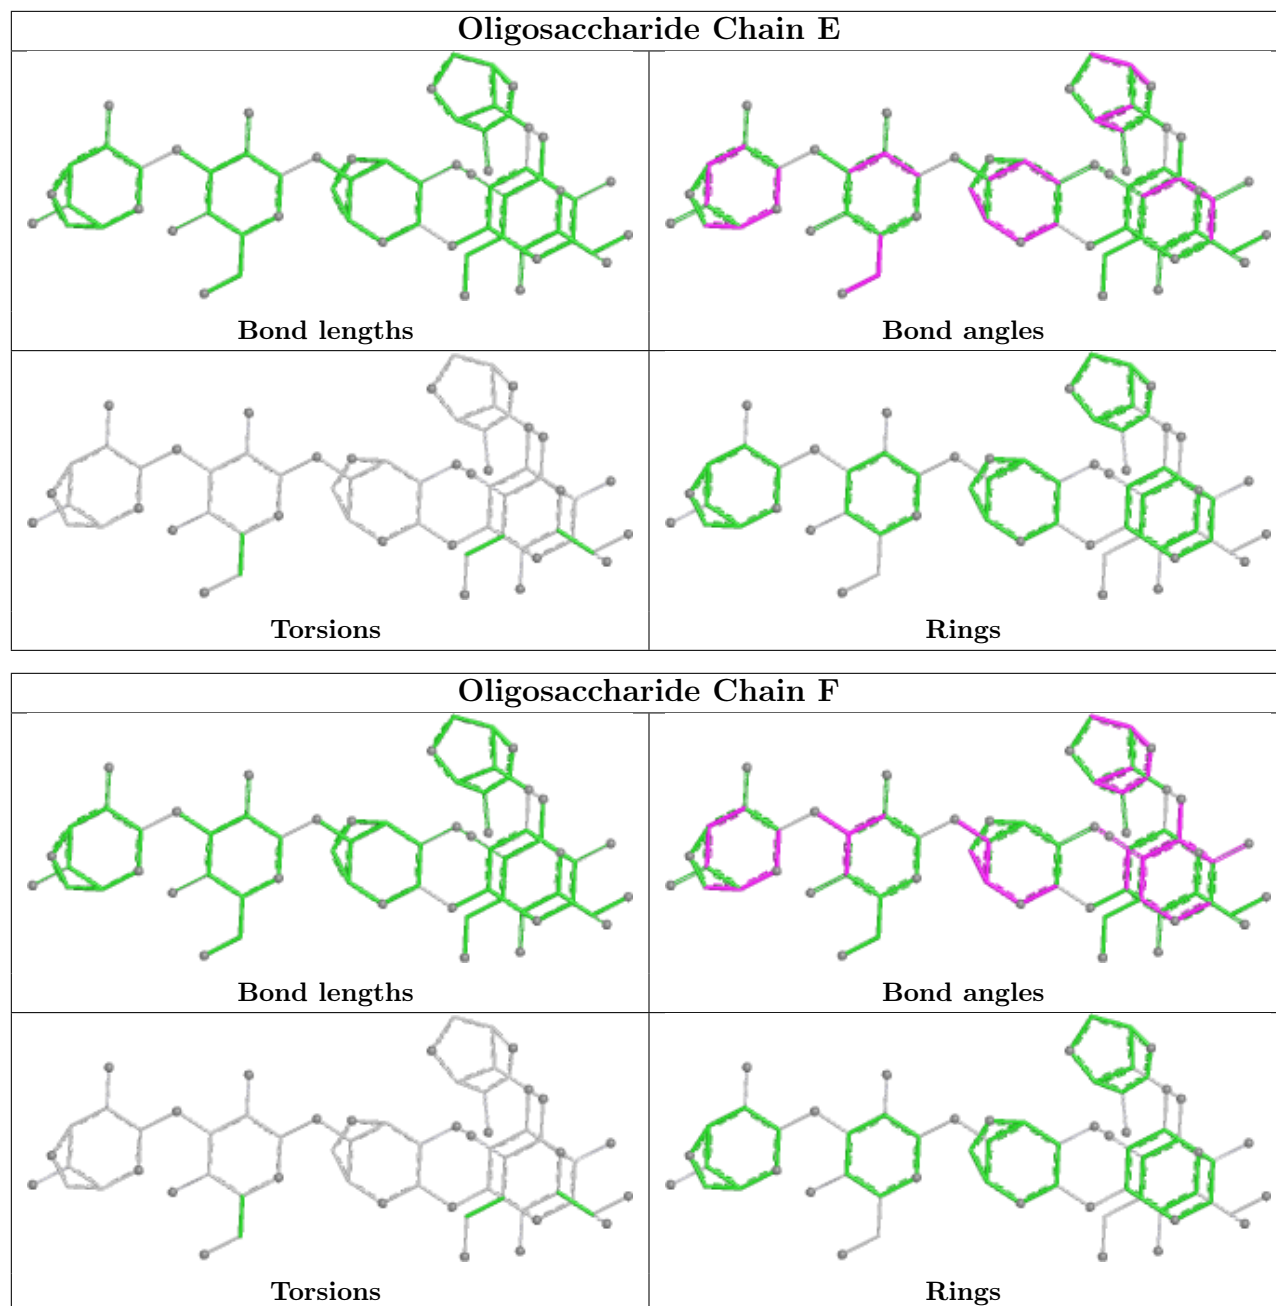 Oligosaccharide Chain E
Bond lengths
Bond angles
Torsions
Rings
Oligosaccharide Chain F
Bond lengths
Bond angles
Torsions
Rings